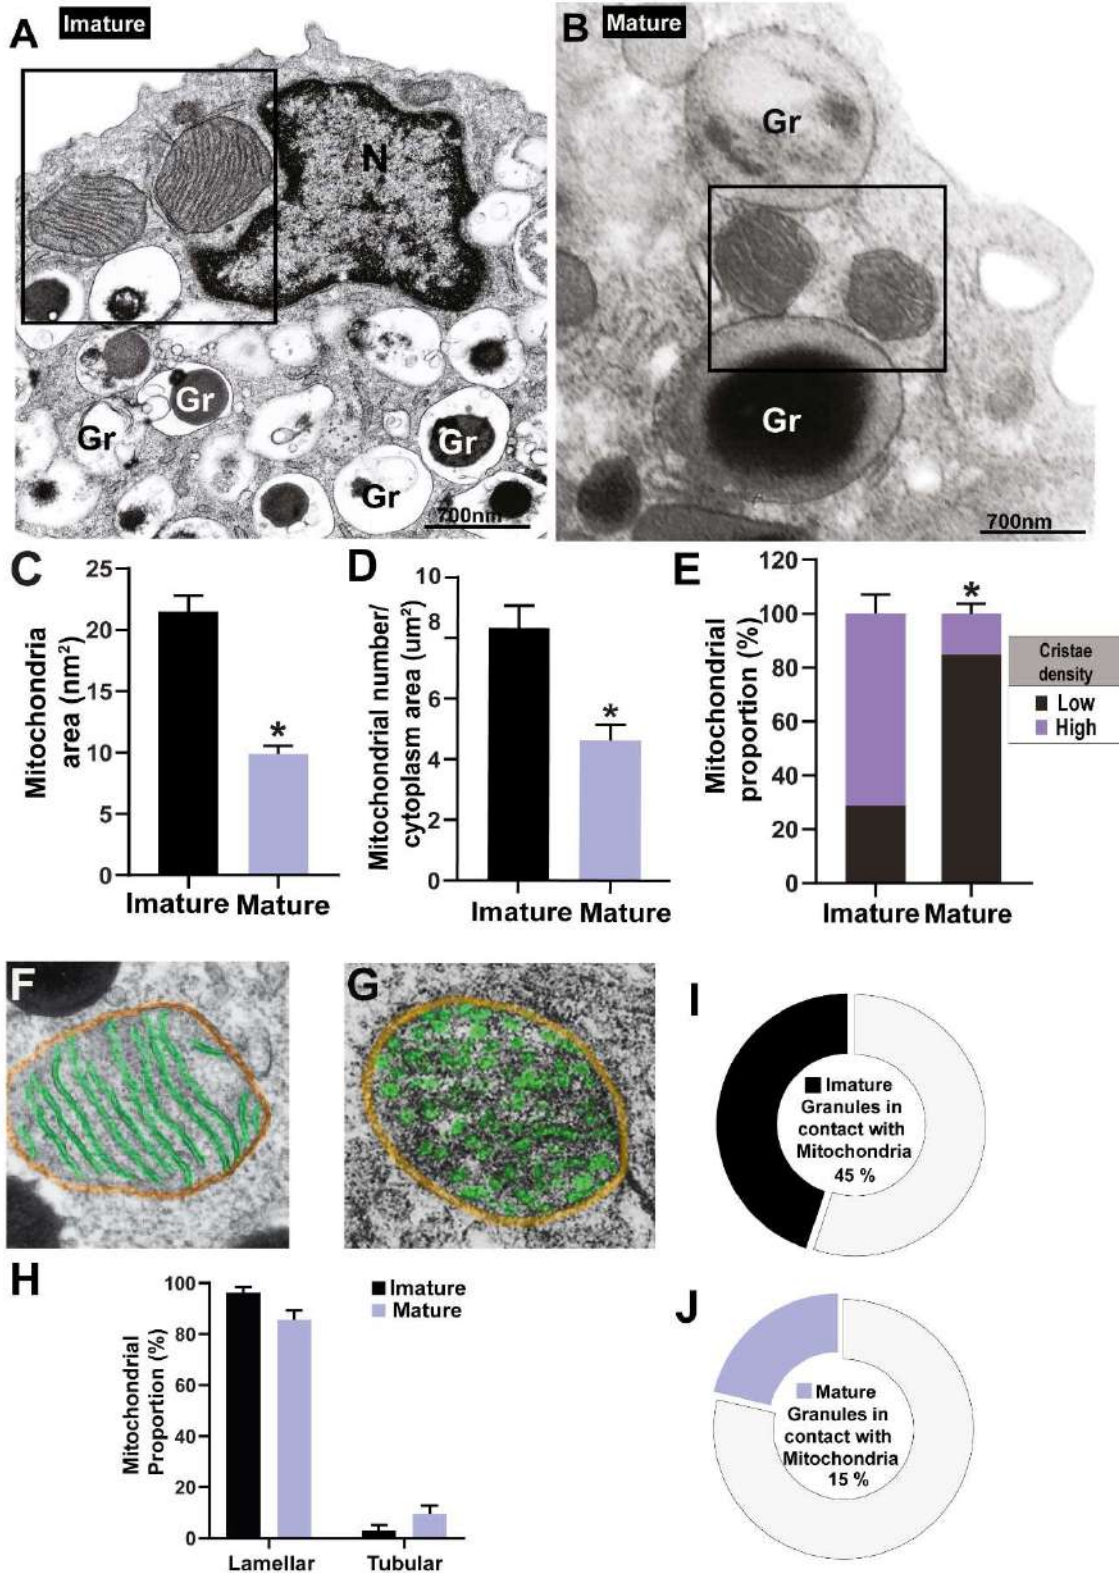 A Imature
N
Gr
Gr
Gr
Gr
700nm
B Mature
Gr
Gr
700nm
C
Mitochondria
area (nm²)
25
20
15
10
5
0
*
Imature Mature
D
Mitochondrial number/
cytoplasm area (um²)
10
8
6
4
2
0
*
Imature Mature
E
Mitochondrial
proportion (%)
120
100
80
60
40
20
0
*
Imature Mature
Cristae
density
Low
High
F
G
H
Mitochondrial
Proportion (%)
100
80
60
40
20
0
Imature
Mature
Lamellar Tubular
I
Imature
Granules in
contact with
Mitochondria
45 %
J
Mature
Granules in
contact with
Mitochondria
15 %